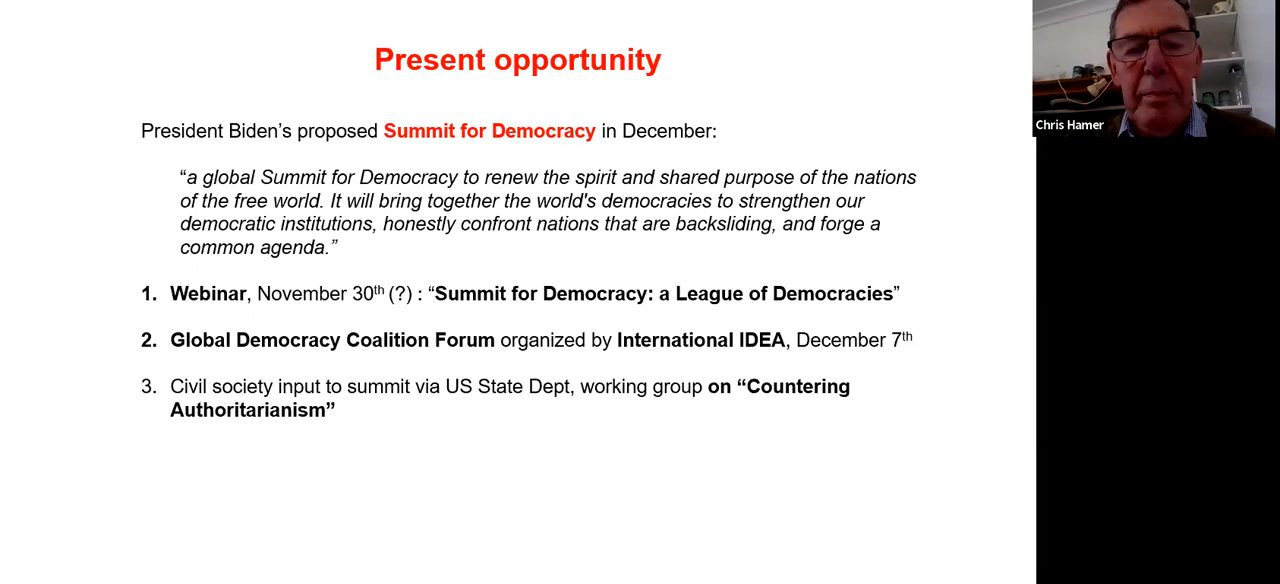 Present opportunity
President Biden’s proposed Summit for Democracy in December:
“a global Summit for Democracy to renew the spirit and shared purpose of the nations
of the free world. It will bring together the world's democracies to strengthen our
democratic institutions, honestly confront nations that are backsliding, and forge a
common agenda.”
1. Webinar, November 30th (?) : “Summit for Democracy: a League of Democracies”
2. Global Democracy Coalition Forum organized by International IDEA, December 7th
3. Civil society input to summit via US State Dept, working group on “Countering
Authoritarianism”
Chris Hamer